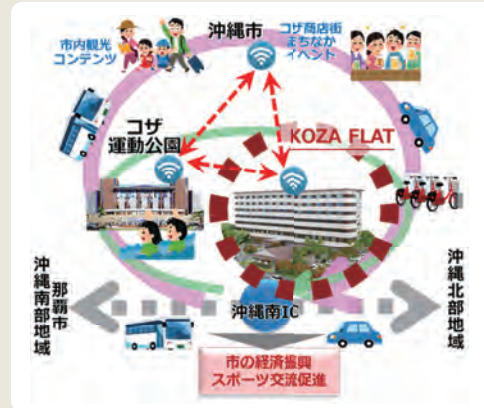 沖縄市
市内観光
コンテンツ
コザ商店街
まちなか
イベント
コザ
運動公園
KOZA FLAT
那覇市
沖縄南部地域
沖縄北部地域
沖縄南IC
市の経済振興
スポーツ交流促進